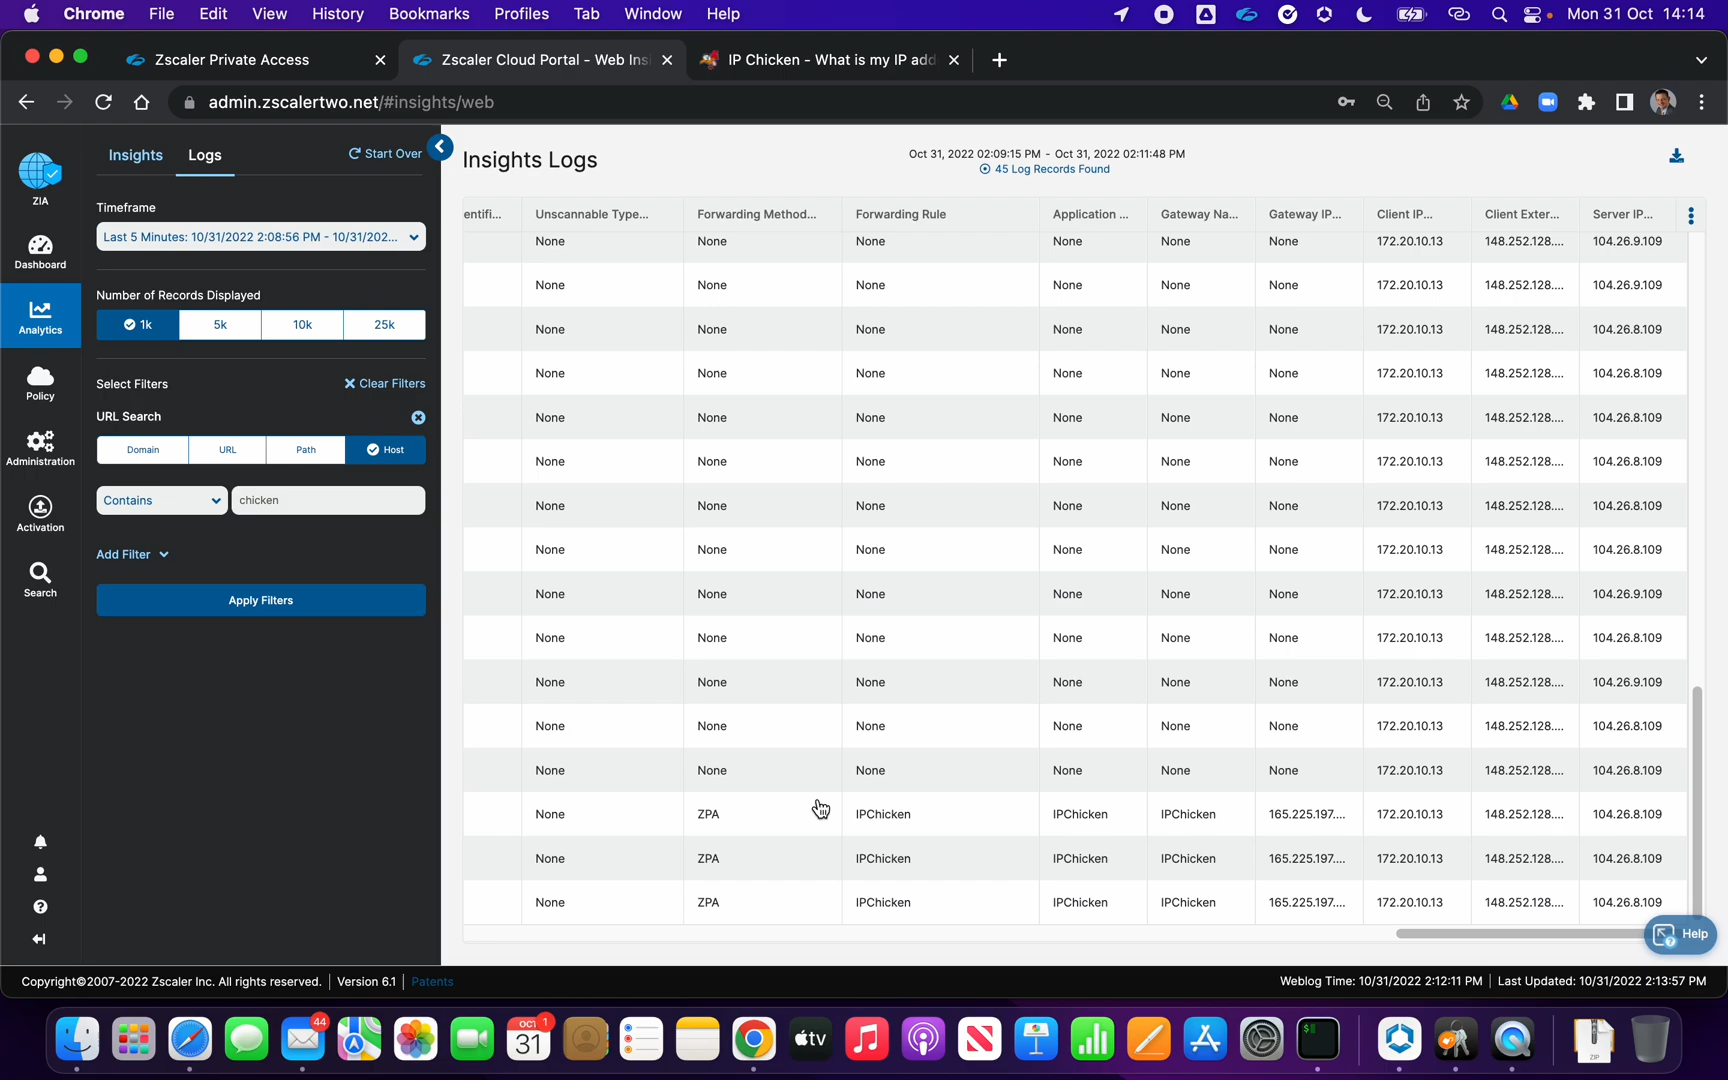 Chrome File Edit View History Bookmarks Profiles Tab Window Help Mon 31 Oct 14:14
Zscaler Private Access Zscaler Cloud Portal - Web Insi IP Chicken - What is my IP add
admin.zscalertwo.net/#insights/web
ZIA
Dashboard
Analytics
Policy
Administration
Activation
Search
Insights Logs Start Over
Timeframe
Last 5 Minutes: 10/31/2022 2:08:56 PM - 10/31/202...
Number of Records Displayed
1k 5k 10k 25k
Select Filters Clear Filters
URL Search
Domain URL Path Host
Contains chicken
Add Filter
Apply Filters
Insights Logs
Oct 31, 2022 02:09:15 PM - Oct 31, 2022 02:11:48 PM
45 Log Records Found
entifi... Unscannable Type... Forwarding Method... Forwarding Rule Application ... Gateway Na... Gateway IP... Client IP... Client Exter... Server IP...
None None None None None None 172.20.10.13 148.252.128.... 104.26.9.109
None None None None None None 172.20.10.13 148.252.128.... 104.26.9.109
None None None None None None 172.20.10.13 148.252.128.... 104.26.8.109
None None None None None None 172.20.10.13 148.252.128.... 104.26.8.109
None None None None None None 172.20.10.13 148.252.128.... 104.26.8.109
None None None None None None 172.20.10.13 148.252.128.... 104.26.8.109
None None None None None None 172.20.10.13 148.252.128.... 104.26.8.109
None None None None None None 172.20.10.13 148.252.128.... 104.26.8.109
None None None None None None 172.20.10.13 148.252.128.... 104.26.9.109
None None None None None None 172.20.10.13 148.252.128.... 104.26.8.109
None None None None None None 172.20.10.13 148.252.128.... 104.26.9.109
None None None None None None 172.20.10.13 148.252.128.... 104.26.8.109
None None None None None None 172.20.10.13 148.252.128.... 104.26.8.109
None ZPA IPChicken IPChicken IPChicken 165.225.197.... 172.20.10.13 148.252.128.... 104.26.8.109
None ZPA IPChicken IPChicken IPChicken 165.225.197.... 172.20.10.13 148.252.128.... 104.26.8.109
None ZPA IPChicken IPChicken IPChicken 165.225.197.... 172.20.10.13 148.252.128.... 104.26.8.109
Help
Copyright©2007-2022 Zscaler Inc. All rights reserved. Version 6.1 Patents Weblog Time: 10/31/2022 2:12:11 PM Last Updated: 10/31/2022 2:13:57 PM
44
OCT 1
31
tv
ZIP